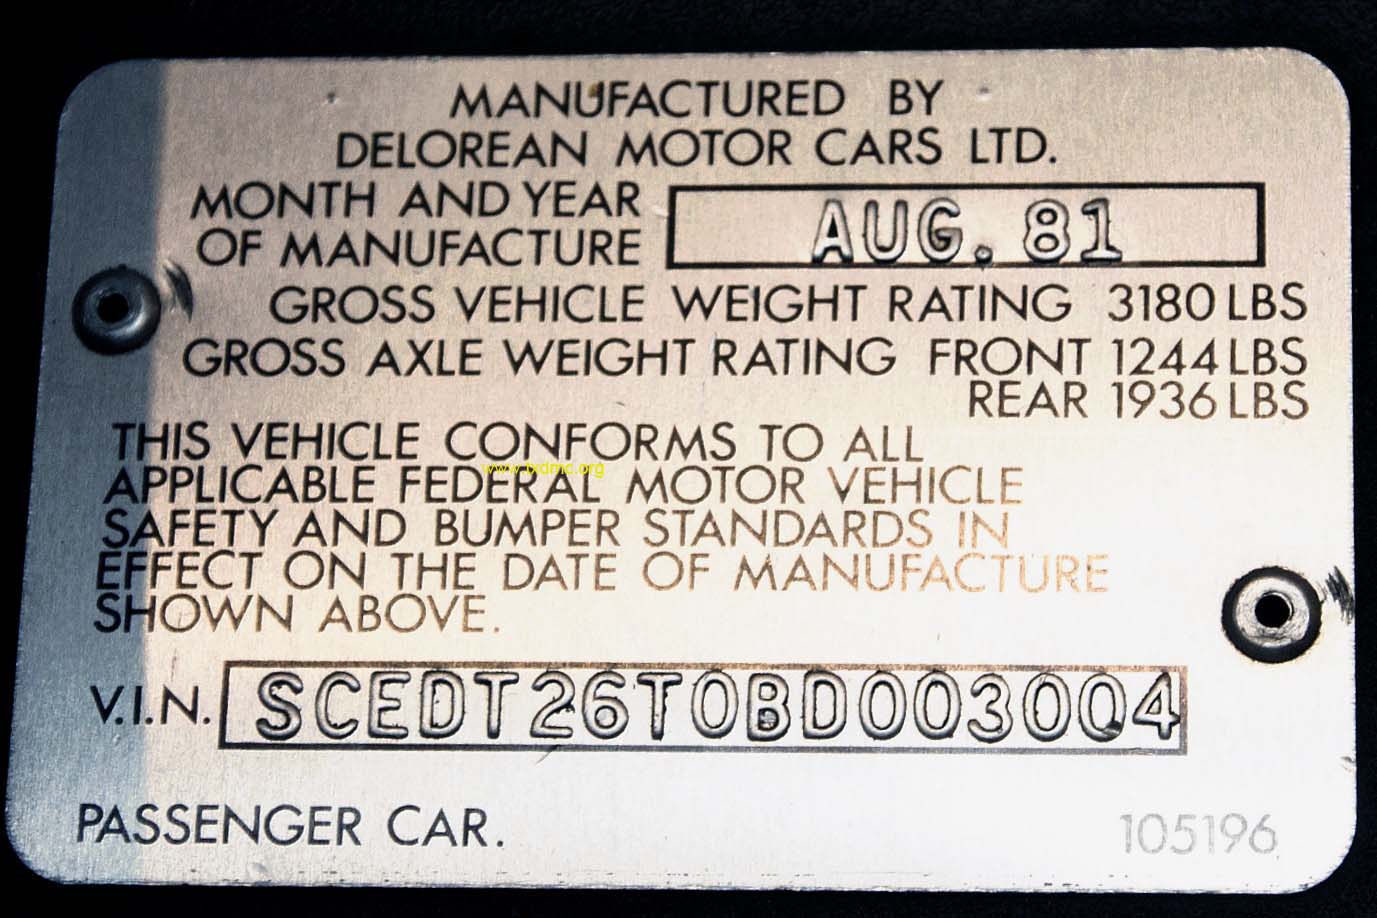 MANUFACTURED BY
DELOREAN MOTOR CARS LTD.
MONTH AND YEAR
OF MANUFACTURE
AUG. 81
GROSS VEHICLE WEIGHT RATING 3180 LBS
GROSS AXLE WEIGHT RATING FRONT 1244 LBS
REAR 1936 LBS
THIS VEHICLE CONFORMS TO ALL
www.txdmc.org
APPLICABLE FEDERAL MOTOR VEHICLE
SAFETY AND BUMPER STANDARDS IN
EFFECT ON THE DATE OF MANUFACTURE
SHOWN ABOVE.
V.I.N. SCEDT26T0BD003004
PASSENGER CAR.
105196